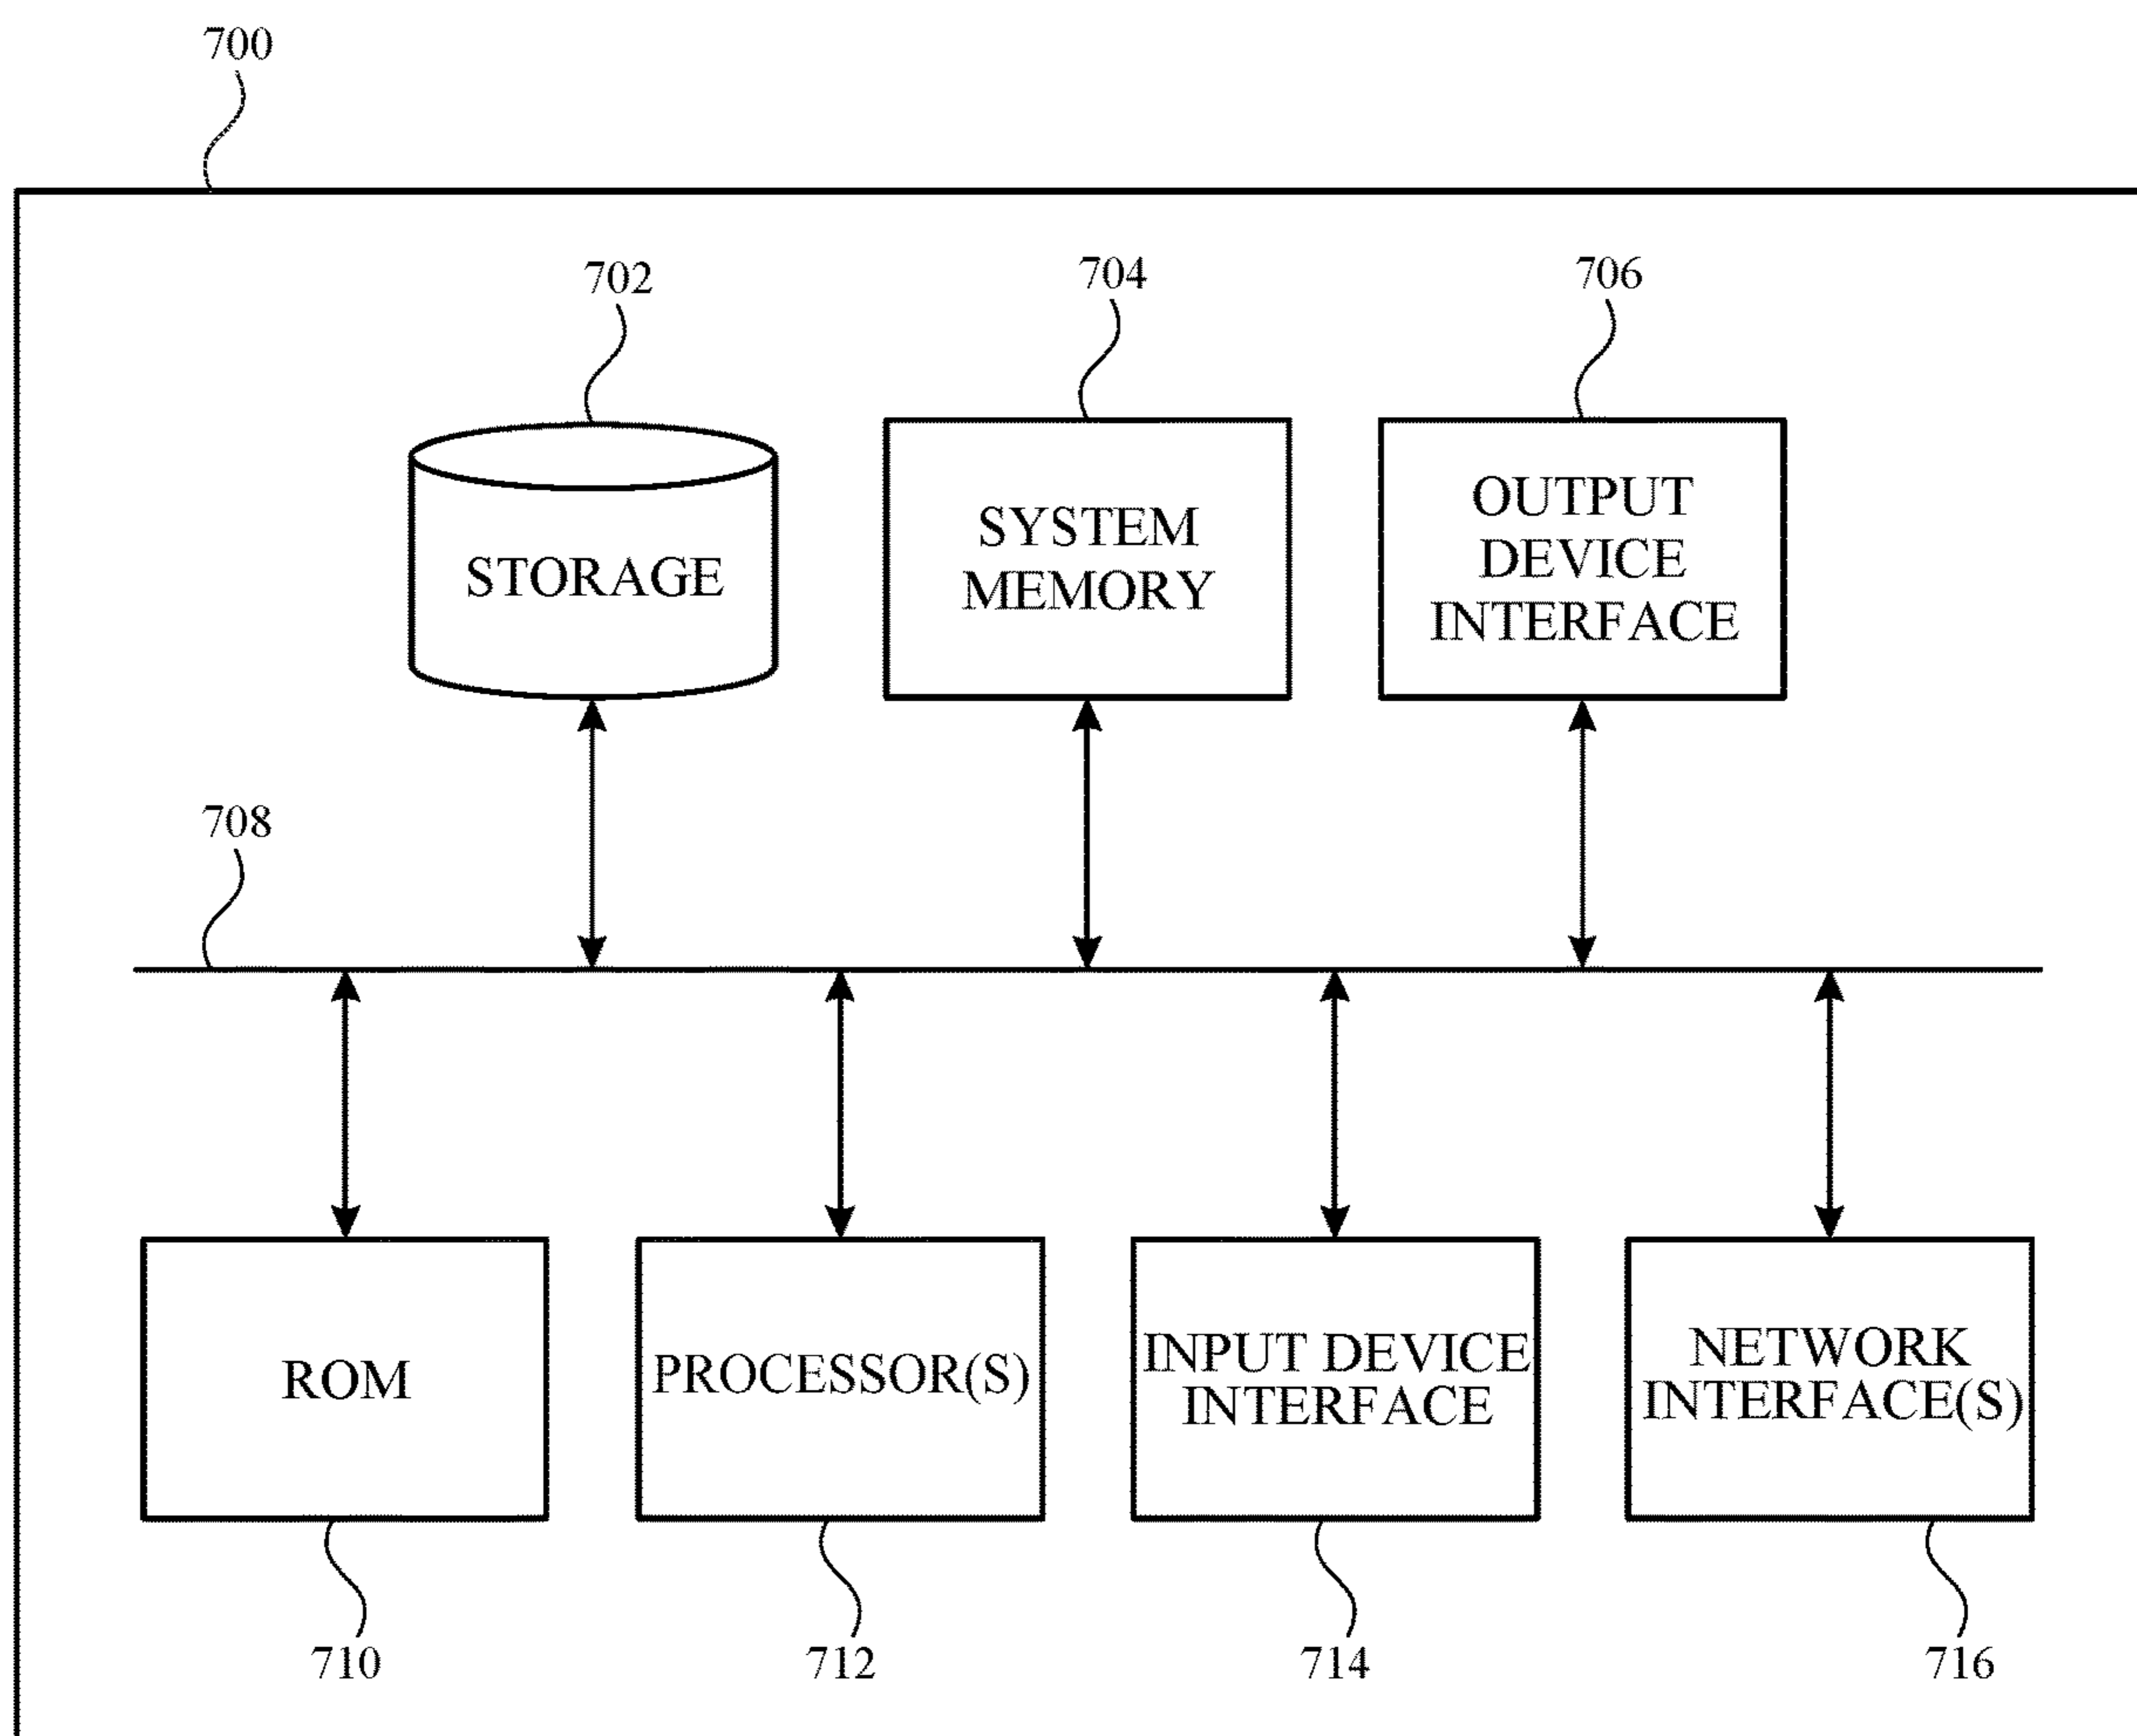 700
702
704
706
STORAGE
SYSTEM
MEMORY
OUTPUT
DEVICE
INTERFACE
708
ROM
PROCESSOR(S)
INPUT DEVICE
INTERFACE
NETWORK
INTERFACE(S)
710
712
714
716